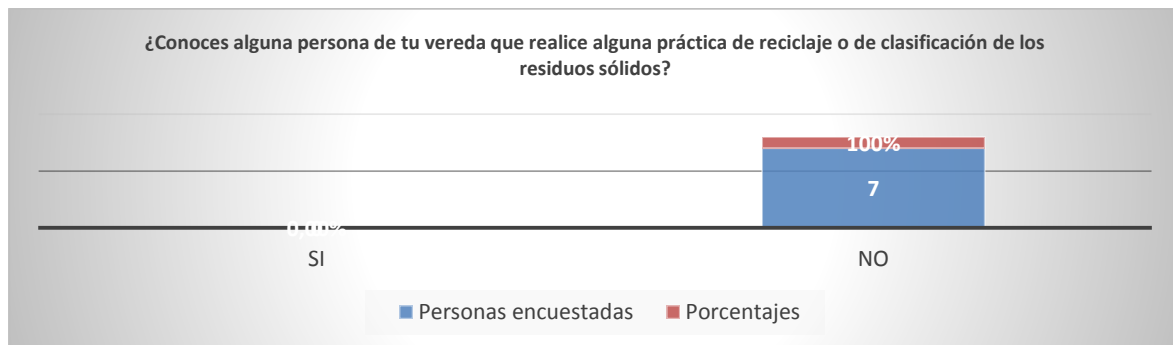 ¿Conoces alguna persona de tu vereda que realice alguna práctica de reciclaje o de clasificación de los
residuos sólidos?
100%
7
SI
NO
Personas encuestadas
Porcentajes